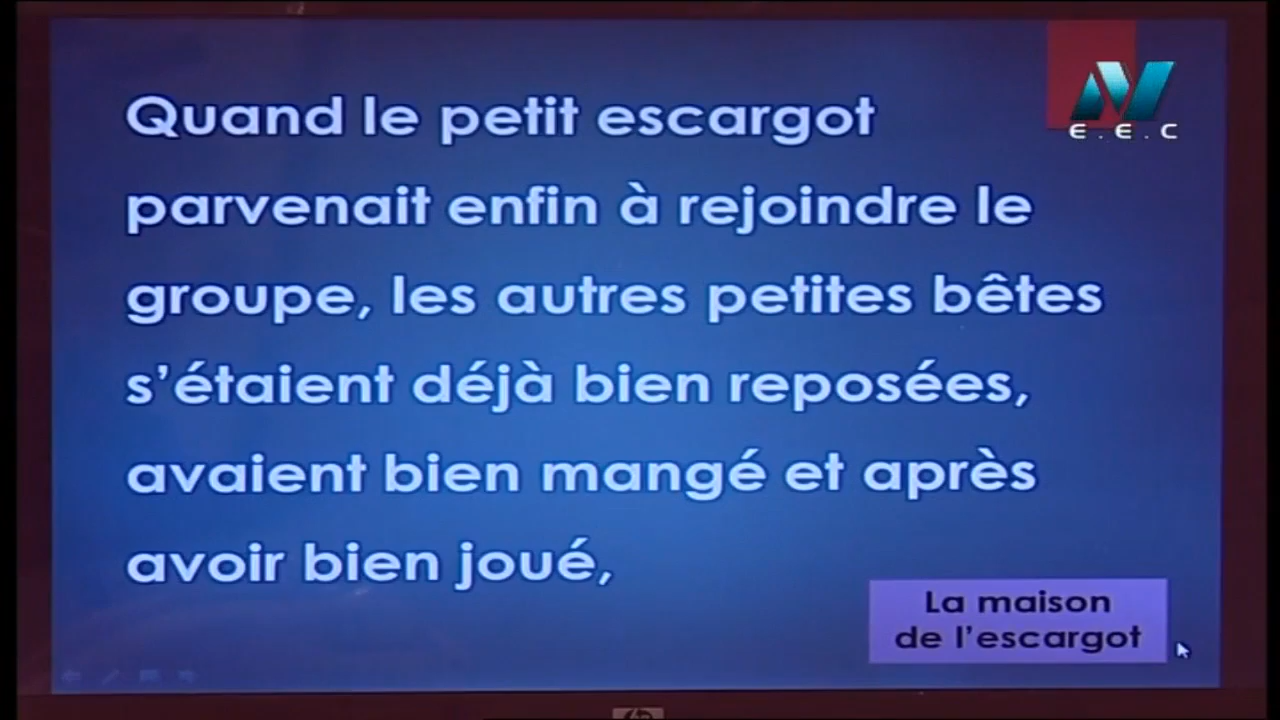 Quand le petit escargot
parvenait enfin à rejoindre le
groupe, les autres petites bêtes
s’étaient déjà bien reposées,
avaient bien mangé et après
avoir bien joué,
La maison
de l’escargot
E.E.C
hp